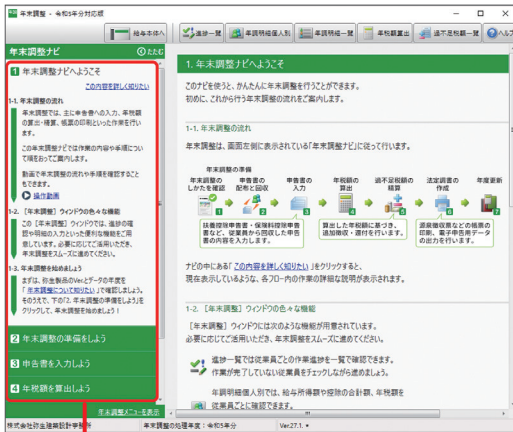 年末調整 - 令和5年分対応版
給与本体へ
進捗一覧
年調明細個人別
年調明細一覧
年税額算出
過不足税額一覧
ヘルプ
年末調整ナビ
たたむ
1 年末調整ナビへようこそ
この内容を詳しく知りたい
1-1. 年末調整の流れ
年末調整では、主に申告書への入力、年税額
の算出・精算、帳票の印刷といった作業を行い
ます。
この年末調整ナビでは作業の内容や手順につい
て順をおってご案内します。
動画で年末調整の流れや手順を確認すること
もできます。
操作動画
1-2. [年末調整] ウィンドウの色々な機能
この [年末調整] ウィンドウでは、進捗の確
認や明細の入力といった便利な機能をご用
意しています。必要に応じてご活用いただき、
年末調整をスムーズに進めてください。
1-3. 年末調整を始めましょう
まずは、弥生製品のVer.とデータの年度を
「年末調整について知りたい」で確認しましょう。
そのうえで、下の「2. 年末調整の準備をしよう」を
クリックして、年末調整を始めましょう!
2 年末調整の準備をしよう
3 申告書を入力しよう
4 年税額を算出しよう
年末調整メニューを表示
1. 年末調整ナビへようこそ
このナビを使うと、かんたんに年末調整を行うことができます。
初めに、これから行う年末調整の流れをご案内します。
1-1. 年末調整の流れ
年末調整は、画面左側に表示されている「年末調整ナビ」に従って行います。
年末調整の準備
年末調整の
しかたを確認
申告書の
配布と回収
申告書の
入力
年税額の
算出
過不足税額の
精算
法定調書の
作成
年度更新
1
2
3
4
5
6
7
扶養控除申告書・保険料控除申告
書など、従業員から回収した申告
書の内容を入力します。
算出した年税額に基づき、
追加徴収・還付を行います。
源泉徴収票などの帳票の
印刷、電子申告用データ
の出力を行います。
ナビの中にある「この内容を詳しく知りたい」をクリックすると、
現在表示しているような、各フロー内の作業の詳細な説明が表示されます。
1-2. [年末調整] ウィンドウの色々な機能
[年末調整] ウィンドウには次のような機能が用意されています。
必要に応じてご活用いただき、年末調整をスムーズに進めてください。
進捗一覧では従業員ごとの作業進捗を一覧で確認できます。
作業が完了していない従業員をチェックしながら進めましょう。
年調明細個人別では、給与所得額や控除の合計額、年税額を
従業員ごとに確認できます。
株式会社弥生建築設計事務所
年末調整の処理年度：令和5年分
Ver.27.1.